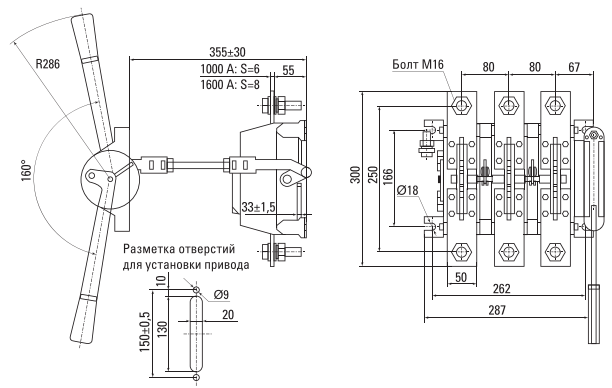 R286
355±30
1000 А: S=6
1600 А: S=8
55
160°
33±1,5
Разметка отверстий
для установки привода
10
Ø9
150±0,5
130
20
Болт М16
80
80
67
300
250
166
Ø18
50
262
287